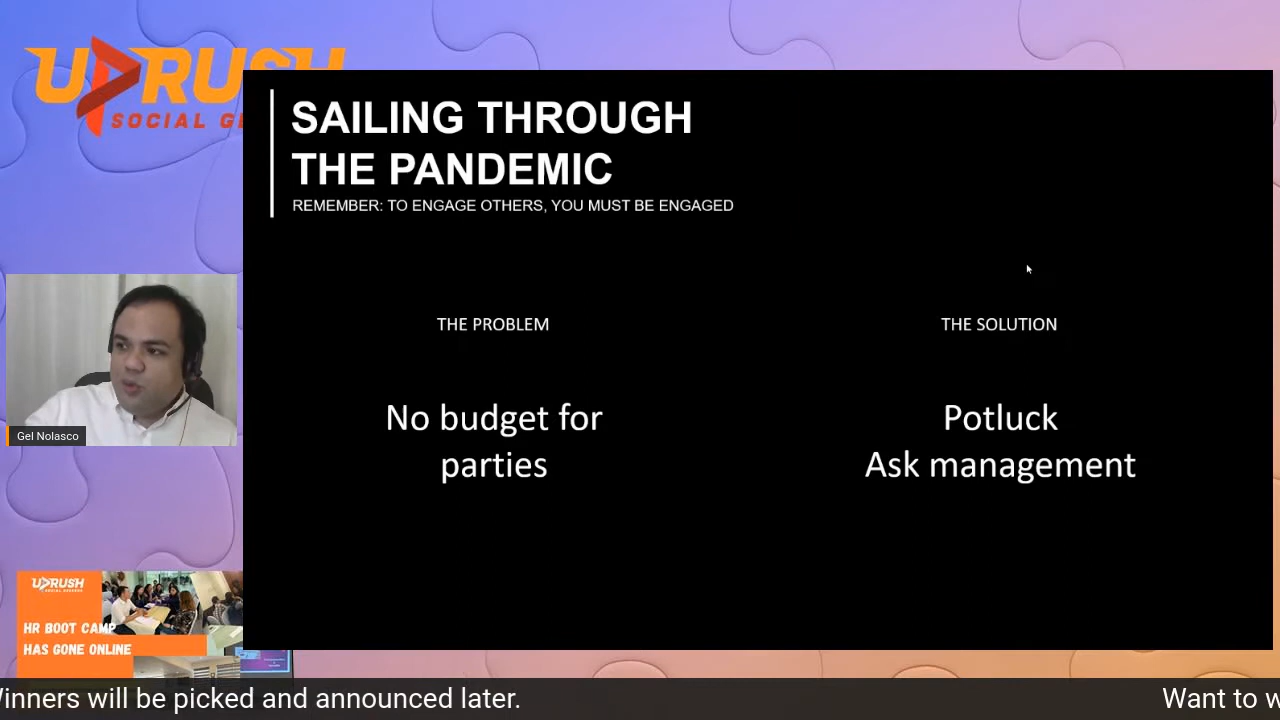 UPRUSH
SOCIAL
SAILING THROUGH
THE PANDEMIC
REMEMBER: TO ENGAGE OTHERS, YOU MUST BE ENGAGED
THE PROBLEM
THE SOLUTION
No budget for
parties
Potluck
Ask management
Gel Nolasco
UPRUSH
HR BOOT CAMP
HAS GONE ONLINE
Winners will be picked and announced later.
Want to w